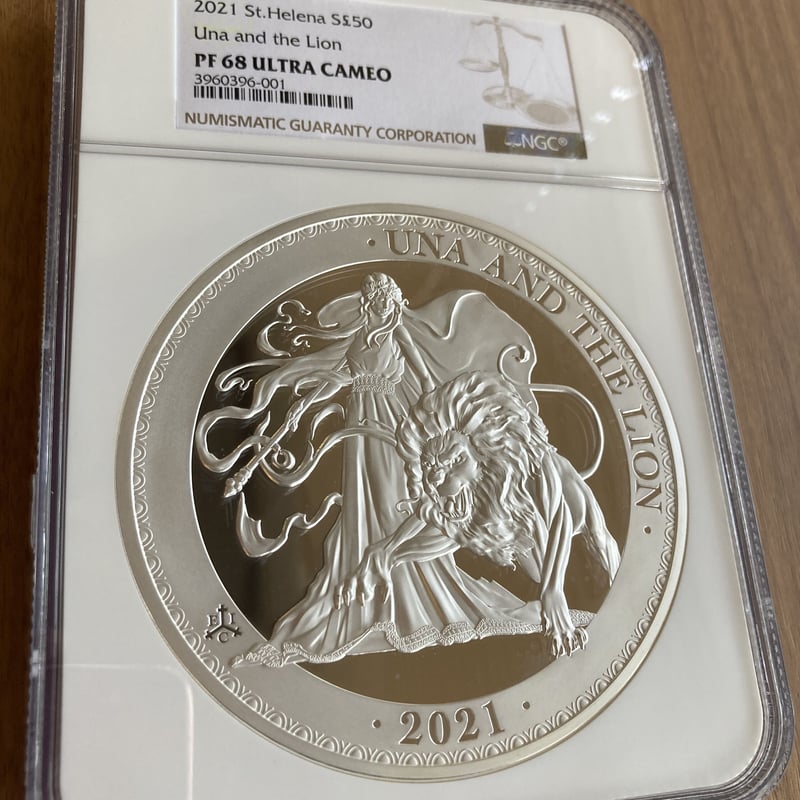 2021 St.Helena S£50
Una and the Lion
PF 68 ULTRA CAMEO
3960396-001
NUMISMATIC GUARANTY CORPORATION
NGC®
· UNA AND THE LION ·
E I
C
· 2021 ·